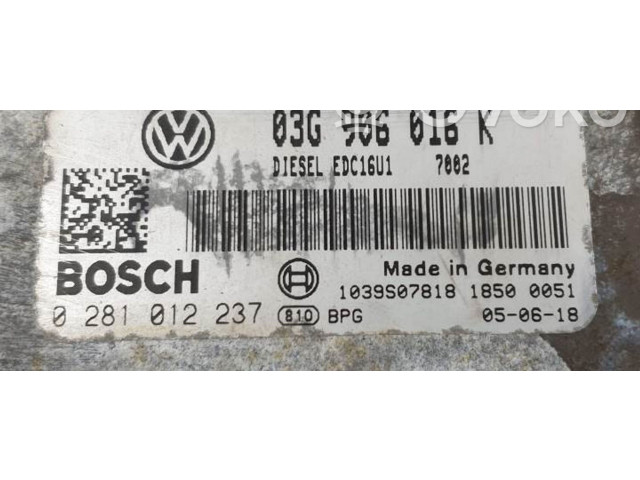 03G 906 016 K
DIESEL EDC16U1 7002
BOSCH
Made in Germany
1039S07818 1850 0051
0 281 012 237 810 BPG 05-06-18